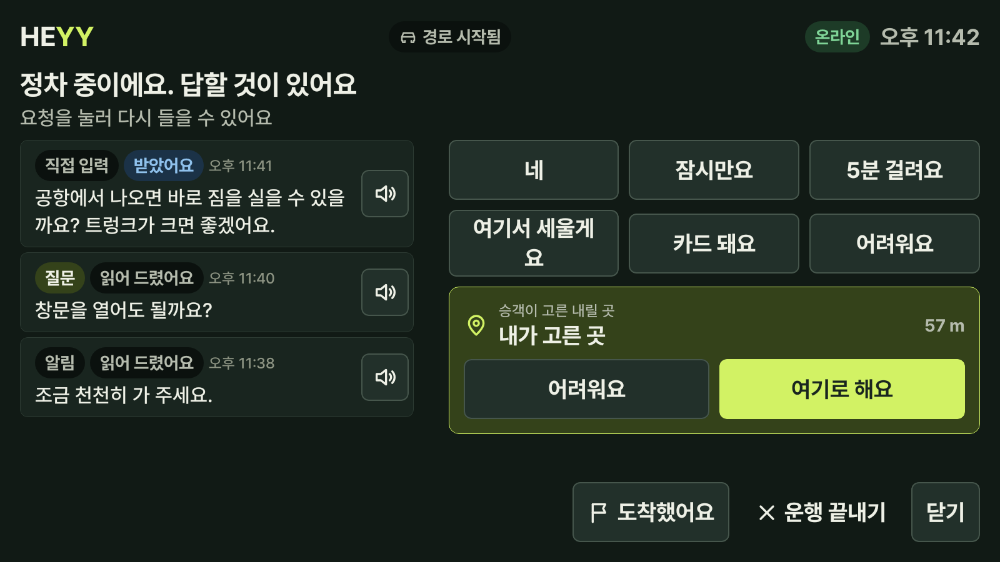 HEYY
경로 시작됨
온라인
오후 11:42
정차 중이에요. 답할 것이 있어요
요청을 눌러 다시 들을 수 있어요
직접 입력 받았어요 오후 11:41
공항에서 나오면 바로 짐을 실을 수 있을
까요? 트렁크가 크면 좋겠어요.
질문 읽어 드렸어요 오후 11:40
창문을 열어도 될까요?
알림 읽어 드렸어요 오후 11:38
조금 천천히 가 주세요.
네
잠시만요
5분 걸려요
여기서 세울게
요
카드 돼요
어려워요
승객이 고른 내릴 곳
내가 고른 곳
57 m
어려워요
여기로 해요
도착했어요
운행 끝내기
닫기